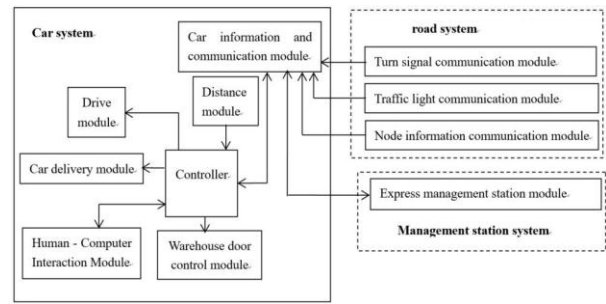 Car system
Car information and
communication module
Distance
module
Drive
module
Car delivery module
Controller
Human - Computer
Interaction Module
Warehouse door
control module
road system
Turn signal communication module
Traffic light communication module
Node information communication module
Express management station module
Management station system